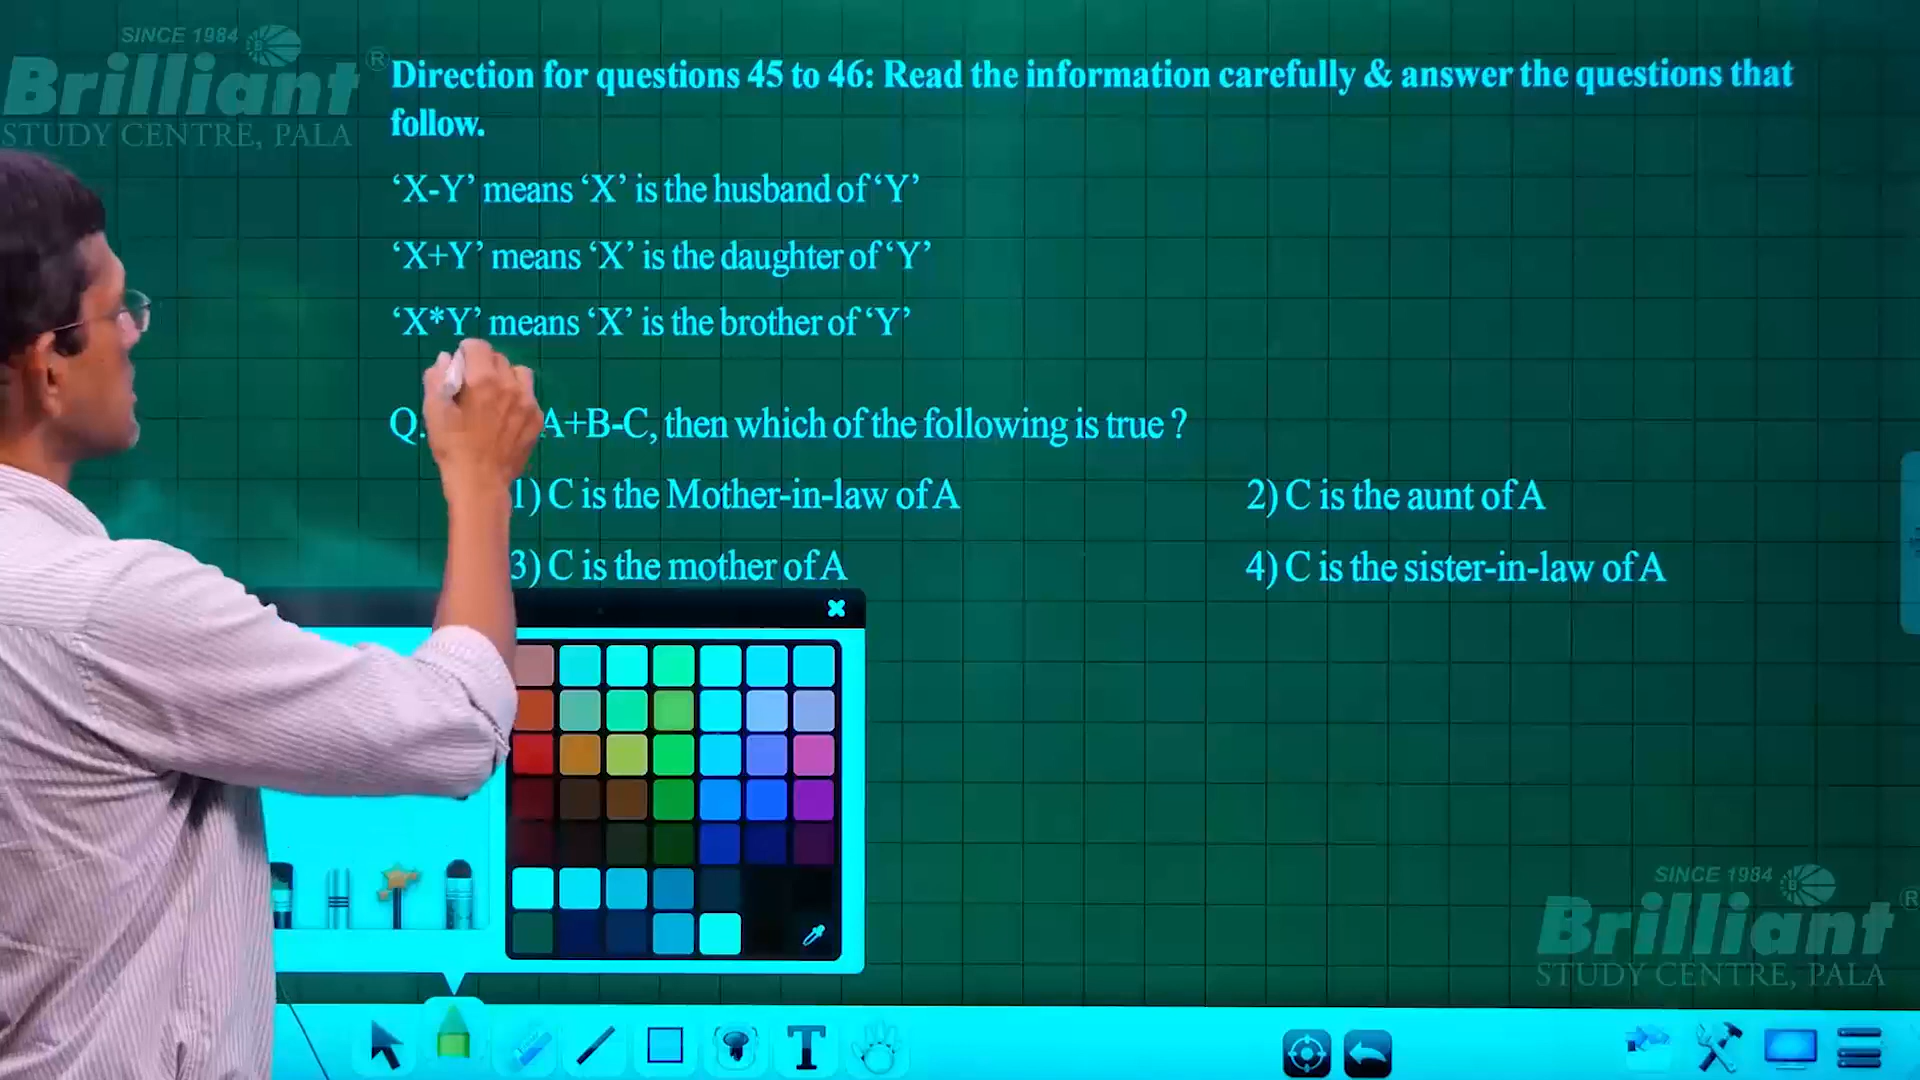 SINCE 1984
Brilliant ®
STUDY CENTRE, PALA
Direction for questions 45 to 46: Read the information carefully & answer the questions that
follow.
‘X-Y’ means ‘X’ is the husband of ‘Y’
‘X+Y’ means ‘X’ is the daughter of ‘Y’
‘X*Y’ means ‘X’ is the brother of ‘Y’
Q. A+B-C, then which of the following is true ?
1) C is the Mother-in-law of A
2) C is the aunt of A
3) C is the mother of A
4) C is the sister-in-law of A
T
SINCE 1984
Brilliant ®
STUDY CENTRE, PALA